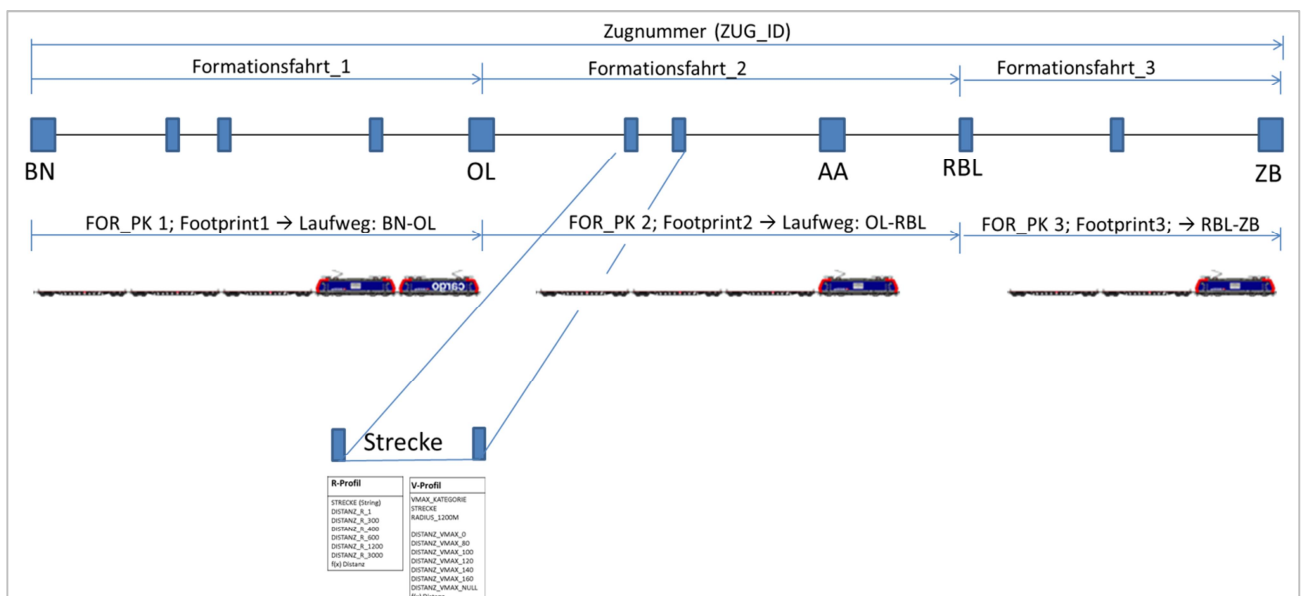 Zugnummer (ZUG_ID)
Formationsfahrt_1
Formationsfahrt_2
Formationsfahrt_3
BN
OL
AA
RBL
ZB
FOR_PK 1; Footprint1 → Laufweg: BN-OL
FOR_PK 2; Footprint2 → Laufweg: OL-RBL
FOR_PK 3; Footprint3; → RBL-ZB
cargo
Strecke
R-Profil
STRECKE (String)
DISTANZ_R_1
DISTANZ_R_300
DISTANZ_R_400
DISTANZ_R_600
DISTANZ_R_1200
DISTANZ_R_3000
f(x) Distanz
V-Profil
VMAX_KATEGORIE
STRECKE
RADIUS_1200M
DISTANZ_VMAX_0
DISTANZ_VMAX_80
DISTANZ_VMAX_100
DISTANZ_VMAX_120
DISTANZ_VMAX_140
DISTANZ_VMAX_160
DISTANZ_VMAX_NULL